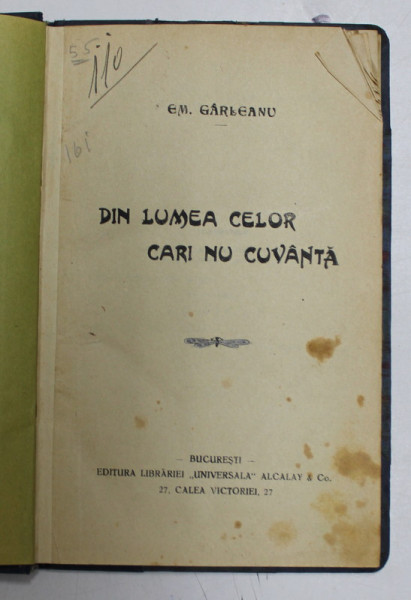 55
110
161
EM. GÂRLEANU
DIN LUMEA CELOR
CARI NU CUVÂNTĂ
— BUCUREȘTI —
EDITURA LIBRĂRIEI „UNIVERSALA" ALCALAY & Co.
27, CALEA VICTORIEI, 27